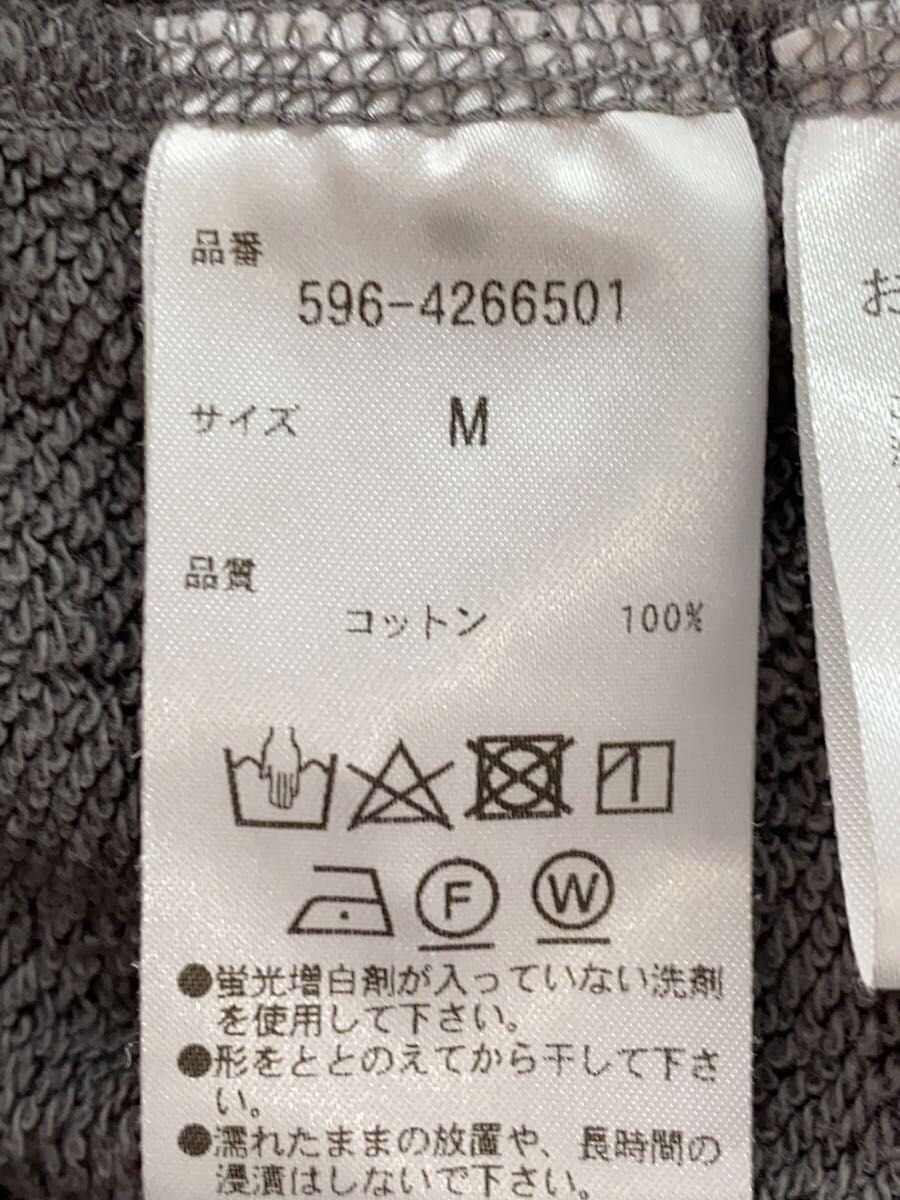 品番
596-4266501
サイズ M
品質
コットン 100%
F W
●蛍光増白剤が入っていない洗剤
を使用して下さい。
●形をととのえてから干して下さ
い。
●濡れたままの放置や、長時間の
浸漬はしないで下さい。
お